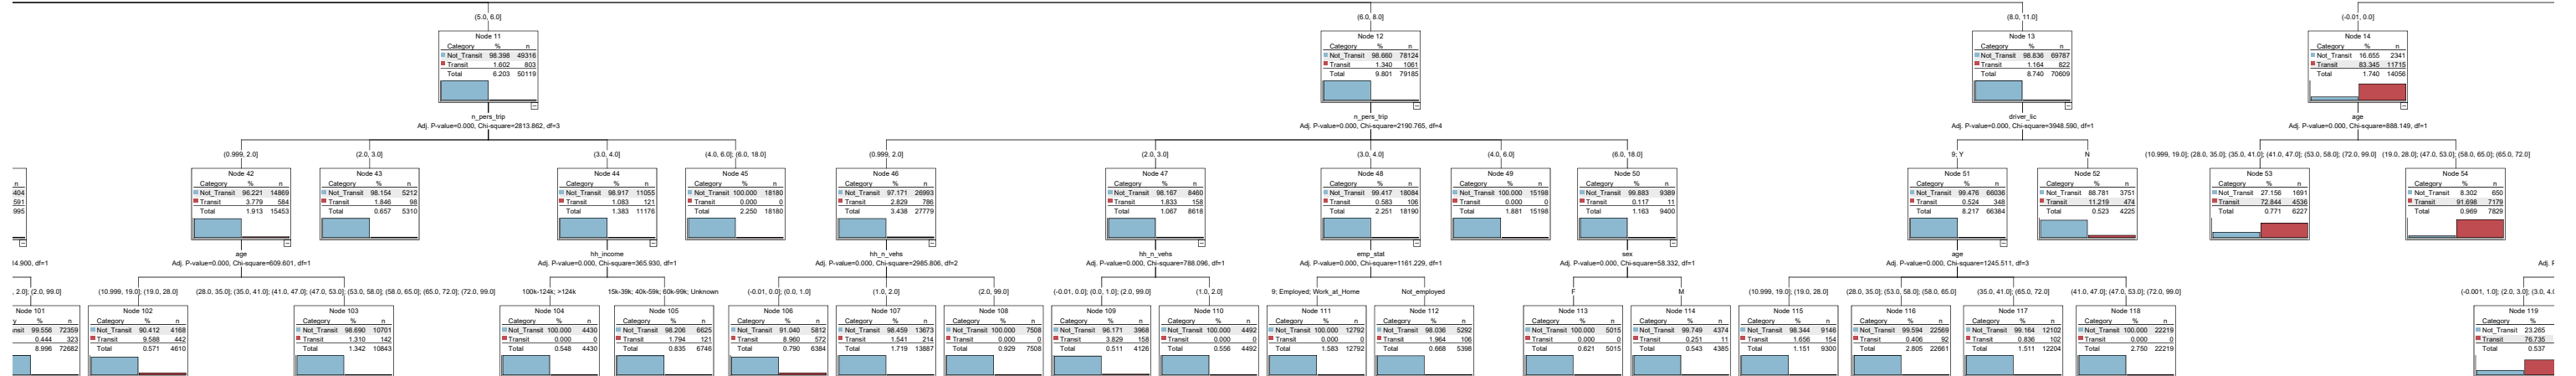 (5.0, 6.0]
(6.0, 8.0]
(8.0, 11.0]
(-0.01, 0.0]
Node 11
Category % n
Not_Transit 98.398 49316
Transit 1.602 803
Total 6.203 50119
Node 12
Category % n
Not_Transit 98.660 78124
Transit 1.340 1061
Total 9.801 79185
Node 13
Category % n
Not_Transit 98.836 69787
Transit 1.164 822
Total 8.740 70609
Node 14
Category % n
Not_Transit 16.655 2341
Transit 83.345 11715
Total 1.740 14056
n_pers_trip
Adj. P-value=0.000, Chi-square=2813.862, df=3
n_pers_trip
Adj. P-value=0.000, Chi-square=2190.765, df=4
driver_lic
Adj. P-value=0.000, Chi-square=3948.590, df=1
age
Adj. P-value=0.000, Chi-square=888.149, df=1
(0.999, 2.0]
(2.0, 3.0]
(3.0, 4.0]
(4.0, 6.0]; (6.0, 18.0]
(0.999, 2.0]
(2.0, 3.0]
(3.0, 4.0]
(4.0, 6.0]
(6.0, 18.0]
9; Y
N
(10.999, 19.0]; (28.0, 35.0]; (35.0, 41.0]; (41.0, 47.0]; (53.0, 58.0]; (72.0, 99.0]
(19.0, 28.0]; (47.0, 53.0]; (58.0, 65.0]; (65.0, 72.0]
n
404
591
995
Node 42
Category % n
Not_Transit 96.221 14869
Transit 3.779 584
Total 1.913 15453
Node 43
Category % n
Not_Transit 98.154 5212
Transit 1.846 98
Total 0.657 5310
Node 44
Category % n
Not_Transit 98.917 11055
Transit 1.083 121
Total 1.383 11176
Node 45
Category % n
Not_Transit 100.000 18180
Transit 0.000 0
Total 2.250 18180
Node 46
Category % n
Not_Transit 97.171 26993
Transit 2.829 786
Total 3.438 27779
Node 47
Category % n
Not_Transit 98.167 8460
Transit 1.833 158
Total 1.067 8618
Node 48
Category % n
Not_Transit 99.417 18084
Transit 0.583 106
Total 2.251 18190
Node 49
Category % n
Not_Transit 100.000 15198
Transit 0.000 0
Total 1.881 15198
Node 50
Category % n
Not_Transit 99.883 9389
Transit 0.117 11
Total 1.163 9400
Node 51
Category % n
Not_Transit 99.476 66036
Transit 0.524 348
Total 8.217 66384
Node 52
Category % n
Not_Transit 88.781 3751
Transit 11.219 474
Total 0.523 4225
Node 53
Category % n
Not_Transit 27.156 1691
Transit 72.844 4536
Total 0.771 6227
Node 54
Category % n
Not_Transit 8.302 650
Transit 91.698 7179
Total 0.969 7829
4.900, df=1
age
Adj. P-value=0.000, Chi-square=609.601, df=1
hh_income
Adj. P-value=0.000, Chi-square=365.930, df=1
hh_n_vehs
Adj. P-value=0.000, Chi-square=2985.806, df=2
hh_n_vehs
Adj. P-value=0.000, Chi-square=788.096, df=1
emp_stat
Adj. P-value=0.000, Chi-square=1161.229, df=1
sex
Adj. P-value=0.000, Chi-square=58.332, df=1
age
Adj. P-value=0.000, Chi-square=1245.511, df=3
Adj. F
, 2.0]; (2.0, 99.0]
(10.999, 19.0]; (19.0, 28.0]
(28.0, 35.0]; (35.0, 41.0]; (41.0, 47.0]; (47.0, 53.0]; (53.0, 58.0]; (58.0, 65.0]; (65.0, 72.0]; (72.0, 99.0]
100k-124k; >124k
15k-39k; 40k-59k; 60k-99k; Unknown
(-0.01, 0.0]; (0.0, 1.0]
(1.0, 2.0]
(2.0, 99.0]
(-0.01, 0.0]; (0.0, 1.0]; (2.0, 99.0]
(1.0, 2.0]
9; Employed; Work_at_Home
Not_employed
F
M
(10.999, 19.0]; (19.0, 28.0]
(28.0, 35.0]; (53.0, 58.0]; (58.0, 65.0]
(35.0, 41.0]; (65.0, 72.0]
(41.0, 47.0]; (47.0, 53.0]; (72.0, 99.0]
(-0.001, 1.0]; (2.0, 3.0]; (3.0, 4.0
Node 101
y % n
nsit 99.556 72359
0.444 323
8.996 72682
Node 102
Category % n
Not_Transit 90.412 4168
Transit 9.588 442
Total 0.571 4610
Node 103
Category % n
Not_Transit 98.690 10701
Transit 1.310 142
Total 1.342 10843
Node 104
Category % n
Not_Transit 100.000 4430
Transit 0.000 0
Total 0.548 4430
Node 105
Category % n
Not_Transit 98.206 6625
Transit 1.794 121
Total 0.835 6746
Node 106
Category % n
Not_Transit 91.040 5812
Transit 8.960 572
Total 0.790 6384
Node 107
Category % n
Not_Transit 98.459 13673
Transit 1.541 214
Total 1.719 13887
Node 108
Category % n
Not_Transit 100.000 7508
Transit 0.000 0
Total 0.929 7508
Node 109
Category % n
Not_Transit 96.171 3968
Transit 3.829 158
Total 0.511 4126
Node 110
Category % n
Not_Transit 100.000 4492
Transit 0.000 0
Total 0.556 4492
Node 111
Category % n
Not_Transit 100.000 12792
Transit 0.000 0
Total 1.583 12792
Node 112
Category % n
Not_Transit 98.036 5292
Transit 1.964 106
Total 0.668 5398
Node 113
Category % n
Not_Transit 100.000 5015
Transit 0.000 0
Total 0.621 5015
Node 114
Category % n
Not_Transit 99.749 4374
Transit 0.251 11
Total 0.543 4385
Node 115
Category % n
Not_Transit 98.344 9146
Transit 1.656 154
Total 1.151 9300
Node 116
Category % n
Not_Transit 99.594 22569
Transit 0.406 92
Total 2.805 22661
Node 117
Category % n
Not_Transit 99.164 12102
Transit 0.836 102
Total 1.511 12204
Node 118
Category % n
Not_Transit 100.000 22219
Transit 0.000 0
Total 2.750 22219
Node 119
Category %
Not_Transit 23.265
Transit 76.735
Total 0.537